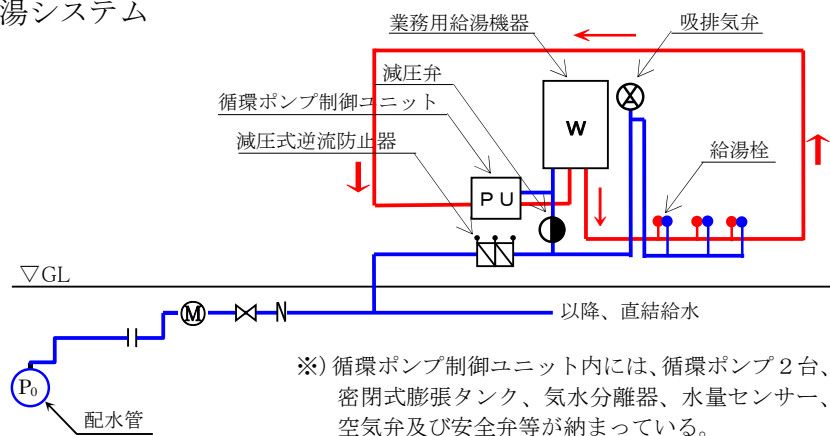 湯システム
業務用給湯機器
吸排気弁
減圧弁
循環ポンプ制御ユニット
減圧式逆流防止器
W
給湯栓
PU
▽GL
M
N
以降、直結給水
P₀
配水管
※)循環ポンプ制御ユニット内には、循環ポンプ2台、
密閉式膨張タンク、気水分離器、水量センサー、
空気弁及び安全弁等が納まっている。